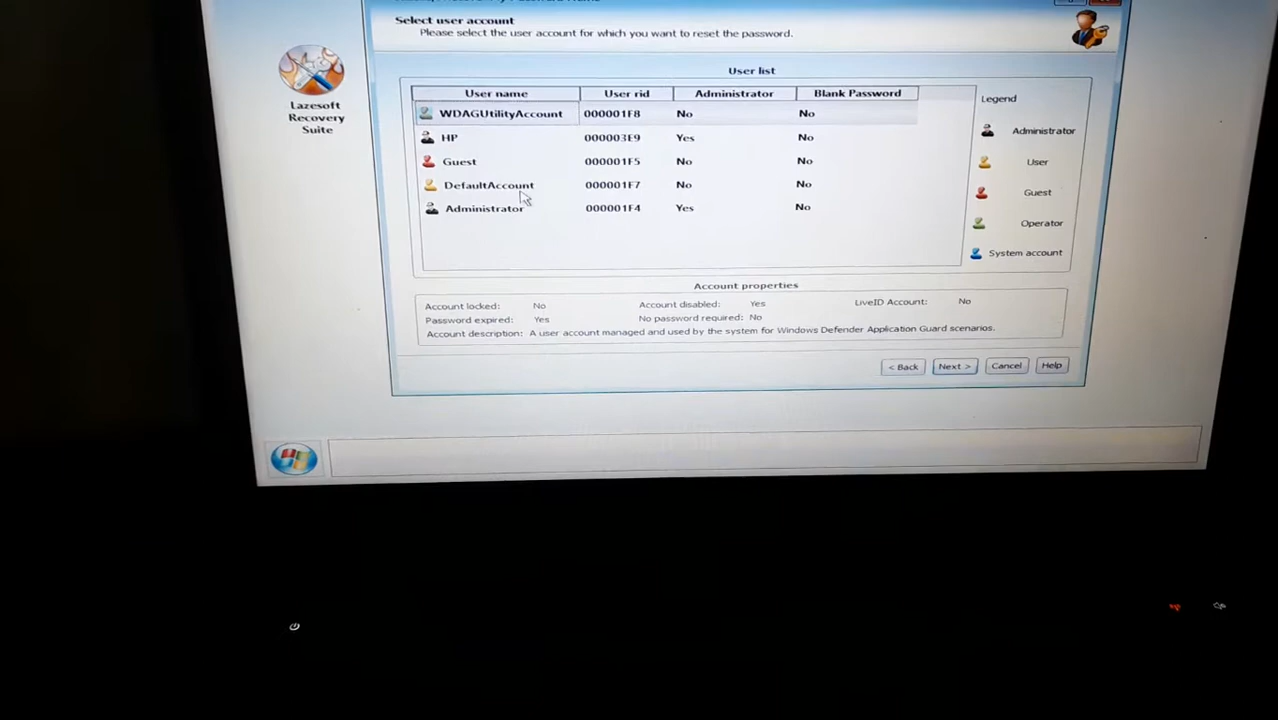 Select user account
Please select the user account for which you want to reset the password.
Lazesoft
Recovery
Suite
User list
User name User rid Administrator Blank Password
WDAGUtilityAccount 000001F8 No No
HP 000003E9 Yes No
Guest 000001F5 No No
DefaultAccount 000001F7 No No
Administrator 000001F4 Yes No
Legend
Administrator
User
Guest
Operator
System account
Account properties
Account locked: No Account disabled: Yes LiveID Account: No
Password expired: Yes No password required: No
Account description: A user account managed and used by the system for Windows Defender Application Guard scenarios.
< Back Next > Cancel Help